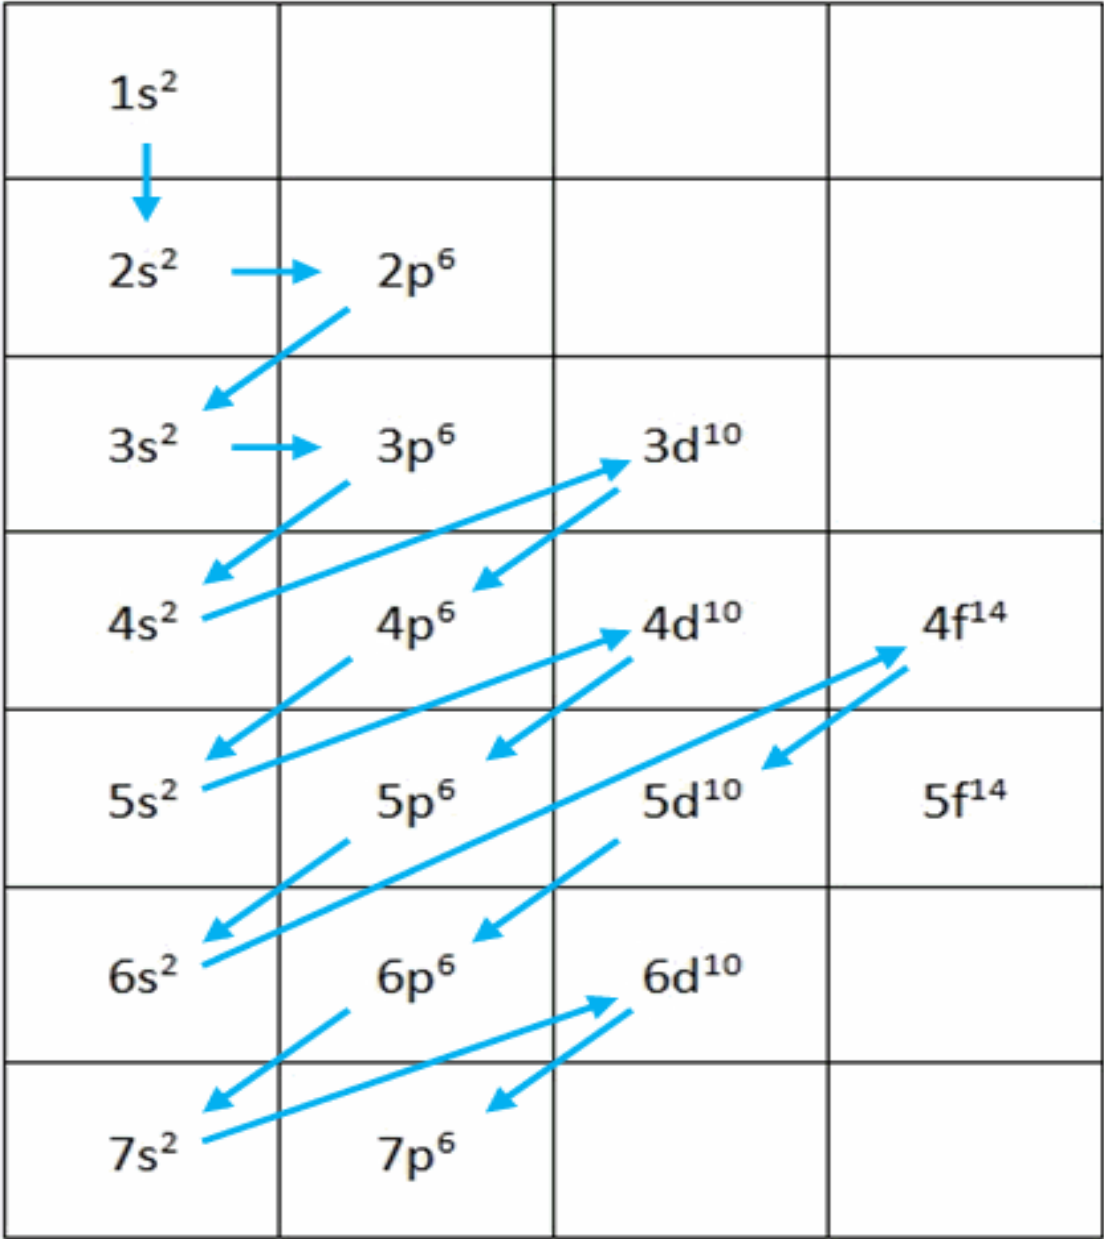 1s²
2s² 2p⁶
3s² 3p⁶ 3d¹⁰
4s² 4p⁶ 4d¹⁰ 4f¹⁴
5s² 5p⁶ 5d¹⁰ 5f¹⁴
6s² 6p⁶ 6d¹⁰
7s² 7p⁶